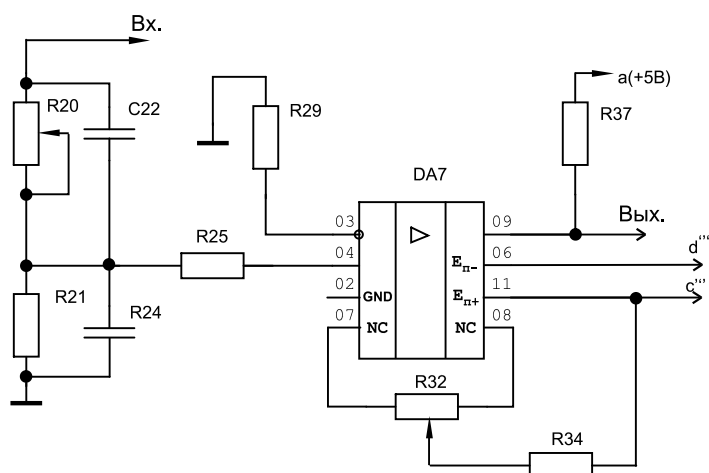 Вх.
R20
C22
R29
a(+5В)
R37
DA7
03
09
Вых.
R25
04
▷
Eп-
06
d‴
02
GND
Eп+
11
c‴
R21
R24
07
NC
NC
08
R32
R34